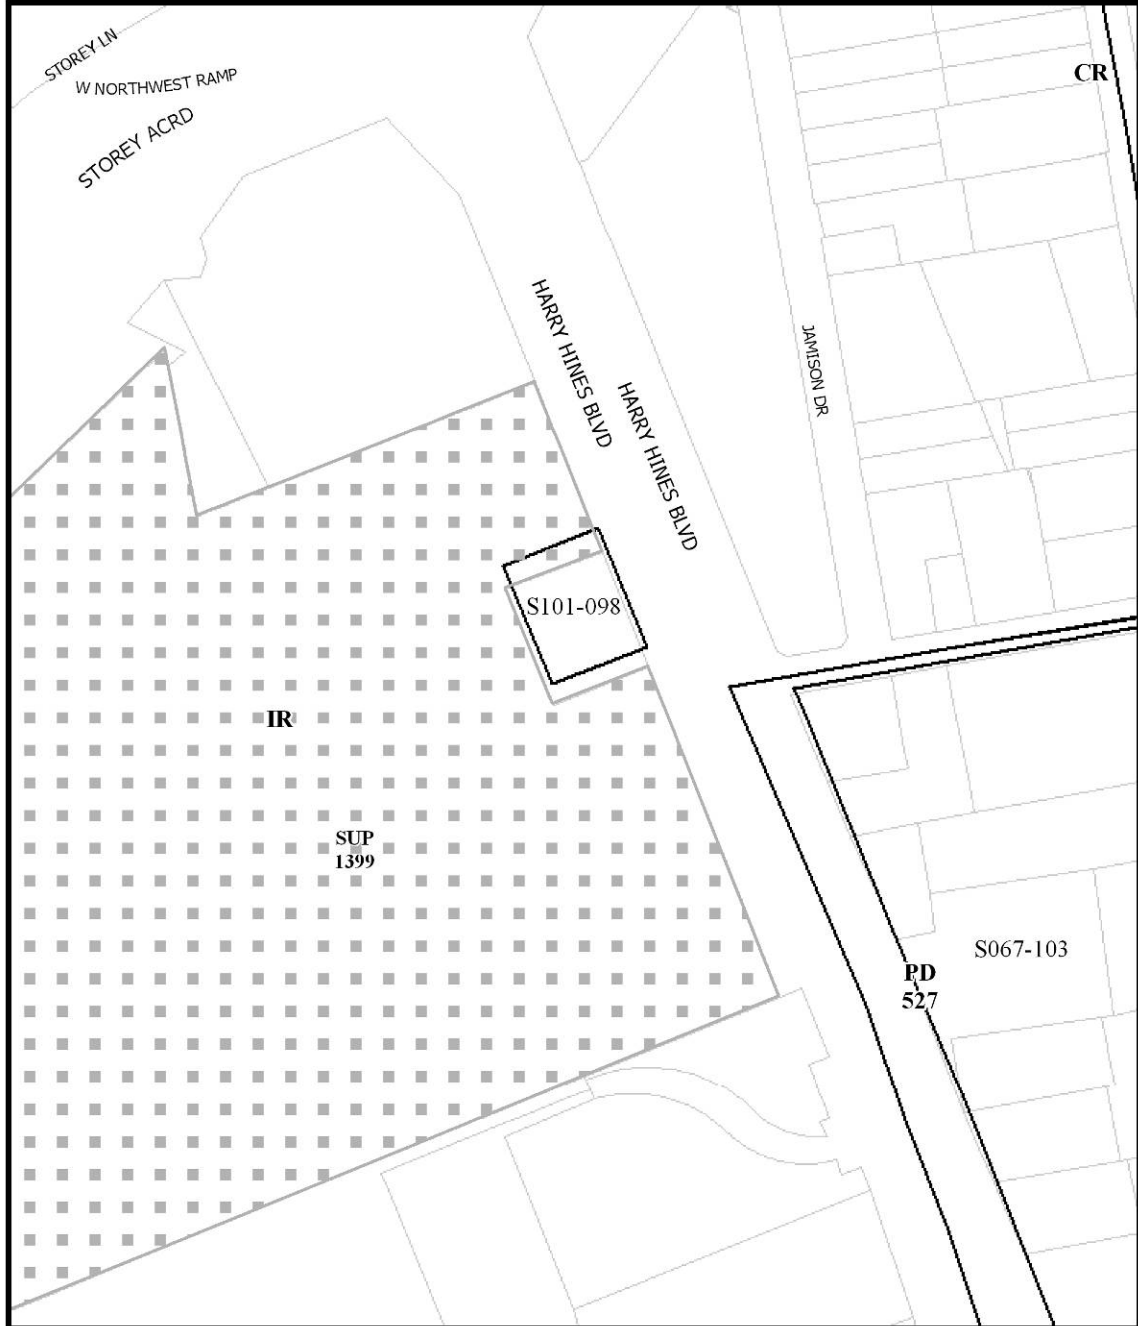 STOREY LN
W NORTHWEST RAMP
STOREY ACRD
CR
HARRY HINES BLVD
HARRY HINES BLVD
JAMISON DR
S101-098
IR
SUP
1399
S067-103
PD
527